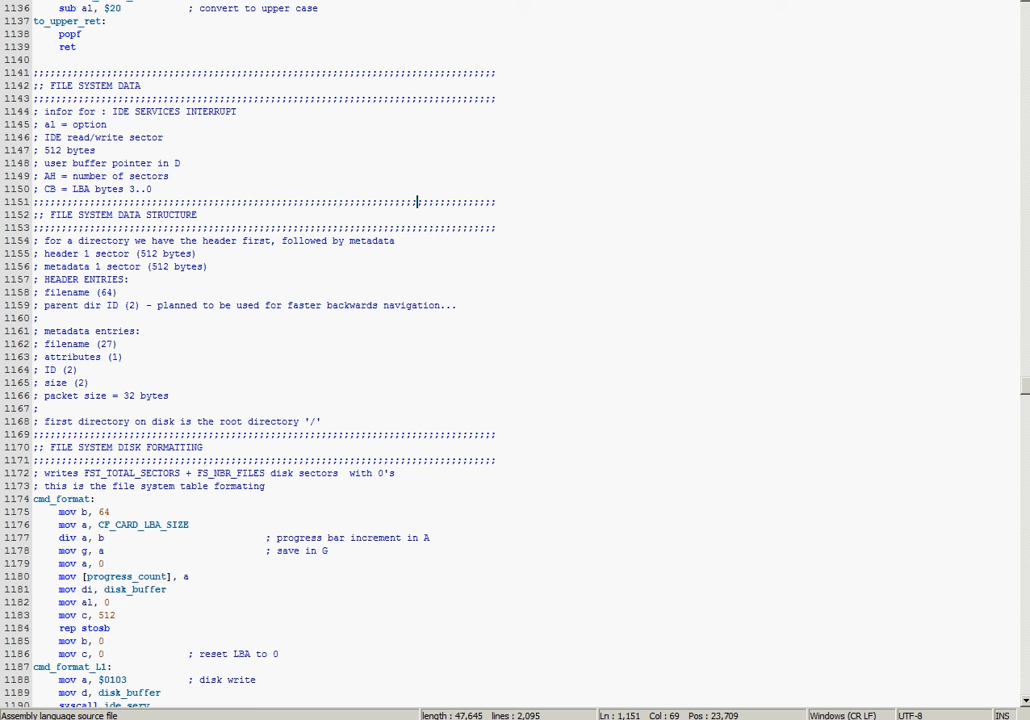 1136 sub al, $20 ; convert to upper case
1137 to_upper_ret:
1138 popf
1139 ret
1140
1141 ;;;;;;;;;;;;;;;;;;;;;;;;;;;;;;;;;;;;;;;;;;;;;;;;;;;;;;;;;;;;;;;;;;;;;;;;;;;;;;;;;;
1142 ;; FILE SYSTEM DATA
1143 ;;;;;;;;;;;;;;;;;;;;;;;;;;;;;;;;;;;;;;;;;;;;;;;;;;;;;;;;;;;;;;;;;;;;;;;;;;;;;;;;;;
1144 ; infor for : IDE SERVICES INTERRUPT
1145 ; al = option
1146 ; IDE read/write sector
1147 ; 512 bytes
1148 ; user buffer pointer in D
1149 ; AH = number of sectors
1150 ; CB = LBA bytes 3..0
1151 ;;;;;;;;;;;;;;;;;;;;;;;;;;;;;;;;;;;;;;;;;;;;;;;;;;;;;;;;;;;;;;;;;;;;;;;;;;;;;;;;;;
1152 ;; FILE SYSTEM DATA STRUCTURE
1153 ;;;;;;;;;;;;;;;;;;;;;;;;;;;;;;;;;;;;;;;;;;;;;;;;;;;;;;;;;;;;;;;;;;;;;;;;;;;;;;;;;;
1154 ; for a directory we have the header first, followed by metadata
1155 ; header 1 sector (512 bytes)
1156 ; metadata 1 sector (512 bytes)
1157 ; HEADER ENTRIES:
1158 ; filename (64)
1159 ; parent dir ID (2) - planned to be used for faster backwards navigation...
1160 ;
1161 ; metadata entries:
1162 ; filename (27)
1163 ; attributes (1)
1164 ; ID (2)
1165 ; size (2)
1166 ; packet size = 32 bytes
1167 ;
1168 ; first directory on disk is the root directory '/'
1169 ;;;;;;;;;;;;;;;;;;;;;;;;;;;;;;;;;;;;;;;;;;;;;;;;;;;;;;;;;;;;;;;;;;;;;;;;;;;;;;;;;;
1170 ;; FILE SYSTEM DISK FORMATTING
1171 ;;;;;;;;;;;;;;;;;;;;;;;;;;;;;;;;;;;;;;;;;;;;;;;;;;;;;;;;;;;;;;;;;;;;;;;;;;;;;;;;;;
1172 ; writes FST_TOTAL_SECTORS + FS_NBR_FILES disk sectors  with 0's
1173 ; this is the file system table formating
1174 cmd_format:
1175 mov b, 64
1176 mov a, CF_CARD_LBA_SIZE
1177 div a, b ; progress bar increment in A
1178 mov g, a ; save in G
1179 mov a, 0
1180 mov [progress_count], a
1181 mov di, disk_buffer
1182 mov al, 0
1183 mov c, 512
1184 rep stosb
1185 mov b, 0
1186 mov c, 0 ; reset LBA to 0
1187 cmd_format_L1:
1188 mov a, $0103 ; disk write
1189 mov d, disk_buffer
1190 syscall ide_serv
Assembly language source file length : 47,645 lines : 2,095 Ln : 1,151 Col : 69 Pos : 23,709 Windows (CR LF) UTF-8 INS